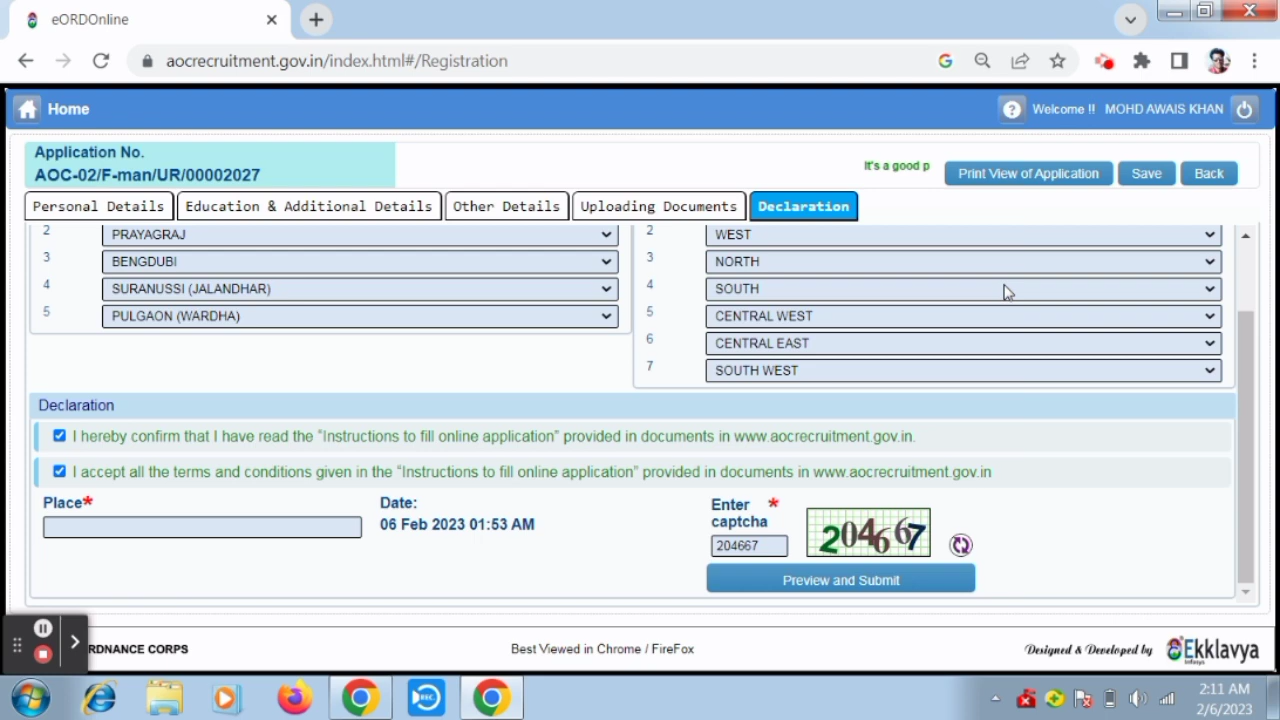 eORDOnline
aocrecruitment.gov.in/index.html#/Registration
Home
Welcome !! MOHD AWAIS KHAN
Application No.
AOC-02/F-man/UR/00002027
It's a good p
Print View of Application
Save
Back
Personal Details
Education & Additional Details
Other Details
Uploading Documents
Declaration
2 PRAYAGRAJ
3 BENGDUBI
4 SURANUSSI (JALANDHAR)
5 PULGAON (WARDHA)
2 WEST
3 NORTH
4 SOUTH
5 CENTRAL WEST
6 CENTRAL EAST
7 SOUTH WEST
Declaration
I hereby confirm that I have read the “Instructions to fill online application” provided in documents in www.aocrecruitment.gov.in.
I accept all the terms and conditions given in the “Instructions to fill online application” provided in documents in www.aocrecruitment.gov.in
Place*
Date:
06 Feb 2023 01:53 AM
Enter *
captcha
204667
204667
Preview and Submit
RDNANCE CORPS
Best Viewed in Chrome / FireFox
Designed & Developed by
Ekklavya
Infosys
2:11 AM
2/6/2023